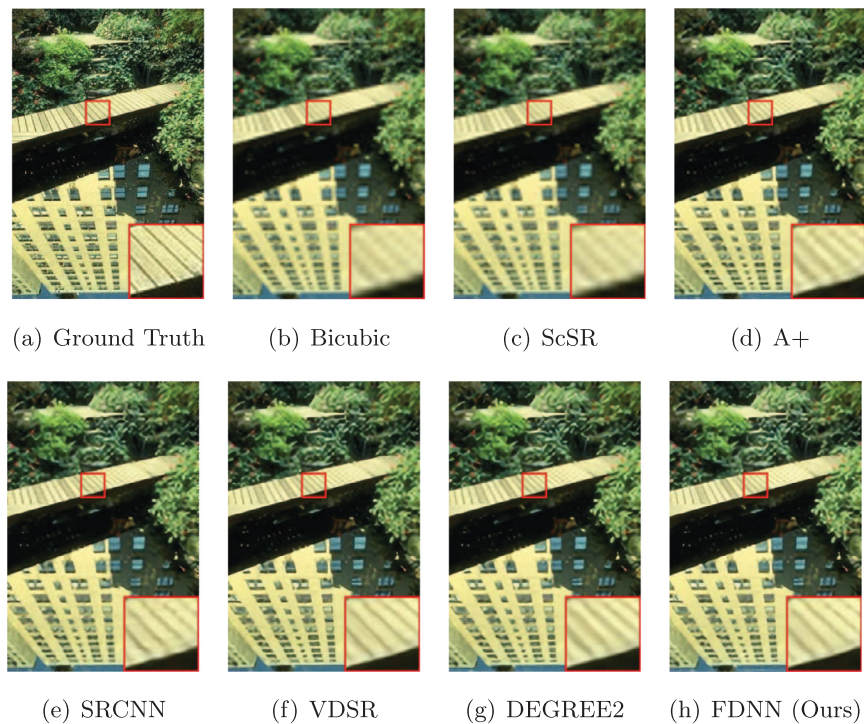 (a) Ground Truth
(b) Bicubic
(c) ScSR
(d) A+
(e) SRCNN
(f) VDSR
(g) DEGREE2
(h) FDNN (Ours)